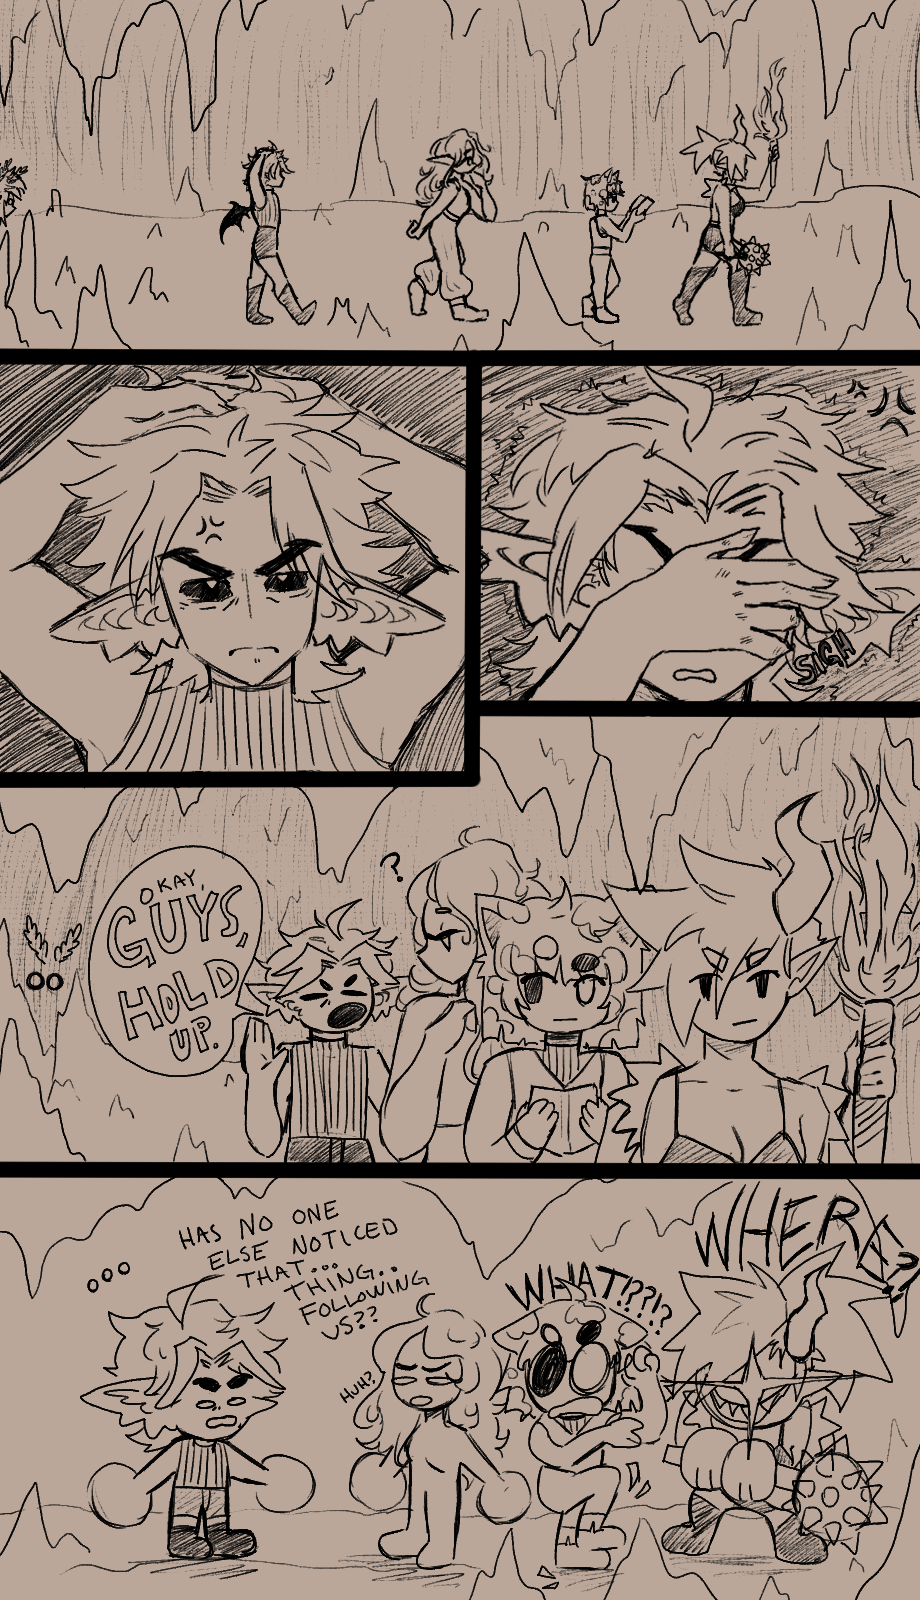 SIGH
?
OKAY,
GUYS,
HOLD
UP.
HAS NO ONE
ELSE NOTICED
THAT...
THING..
FOLLOWING
US??
HUH?
WHAT!??!?
WHERE?